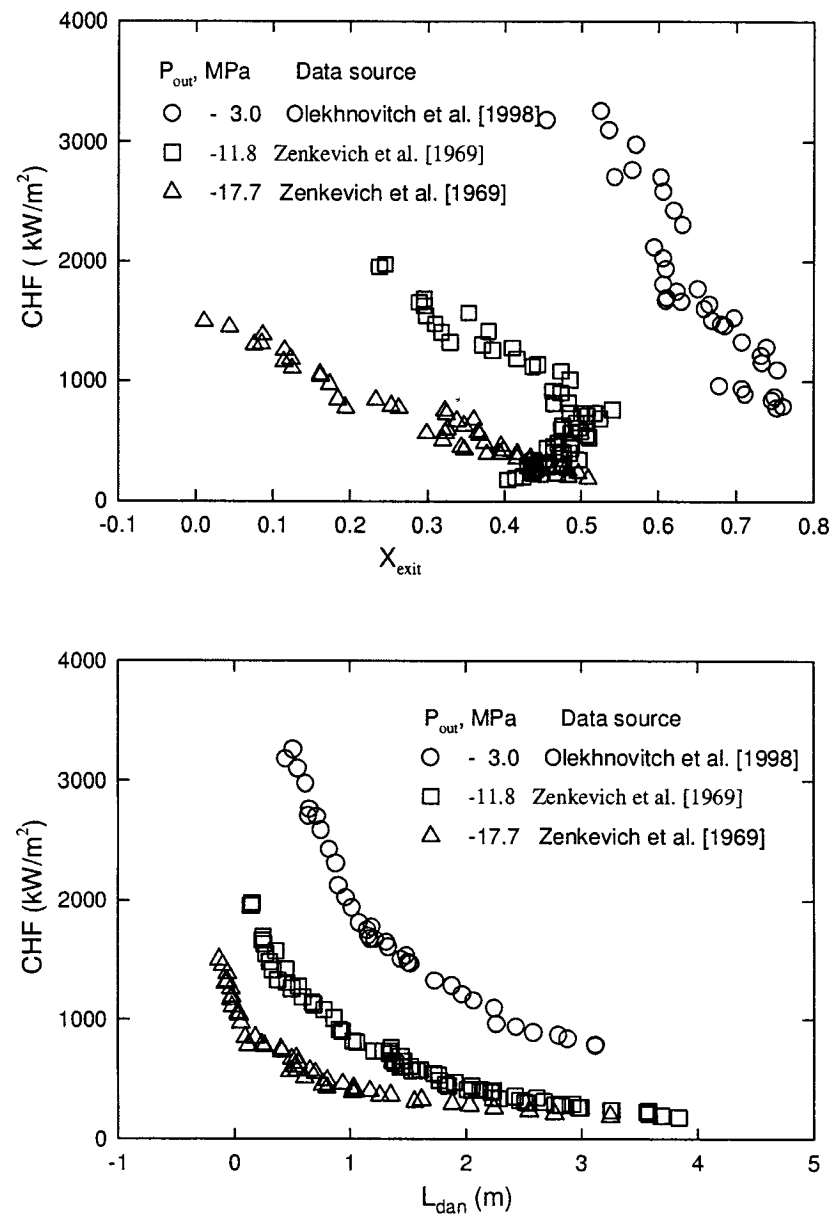 4000
3000
2000
1000
0
CHF ( kW/m²)
P_out, MPa Data source
- 3.0 Olekhnovitch et al. [1998]
-11.8 Zenkevich et al. [1969]
-17.7 Zenkevich et al. [1969]
-0.1 0.0 0.1 0.2 0.3 0.4 0.5 0.6 0.7 0.8
X_exit
4000
3000
2000
1000
0
CHF (kW/m²)
P_out, MPa Data source
- 3.0 Olekhnovitch et al. [1998]
-11.8 Zenkevich et al. [1969]
-17.7 Zenkevich et al. [1969]
-1 0 1 2 3 4 5
L_dan (m)